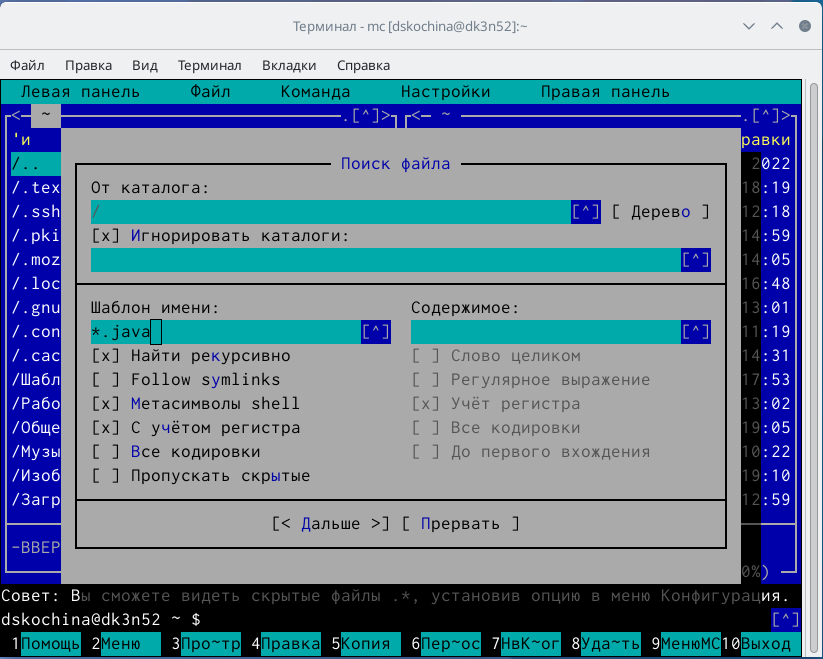 Терминал - mc [dskochina@dk3n52]:~
Файл Правка Вид Терминал Вкладки Справка
Левая панель Файл Команда Настройки Правая панель
<─ ~ .[^]> <─ ~ .[^]>
'и равки
/.. 2022
/.tex 18:19
/.ssh 12:18
/.pki 14:59
/.moz 14:05
/.loc 16:48
/.gnu 13:01
/.con 11:19
/.cac 14:31
/Шабл 17:53
/Рабо 13:02
/Обще 19:05
/Музы 10:22
/Изоб 19:10
/Загр 12:59
-ВВЕР
0%)
Поиск файла
От каталога:
/ [^] [ Дерево ]
[x] Игнорировать каталоги:
[^]
Шаблон имени: Содержимое:
*.java [^] [^]
[x] Найти рекурсивно [ ] Слово целиком
[ ] Follow symlinks [ ] Регулярное выражение
[x] Метасимволы shell [x] Учёт регистра
[x] С учётом регистра [ ] Все кодировки
[ ] Все кодировки [ ] До первого вхождения
[ ] Пропускать скрытые
[< Дальше >] [ Прервать ]
Совет: Вы сможете видеть скрытые файлы .*, установив опцию в меню Конфигурация.
dskochina@dk3n52 ~ $ [^]
1Помощь 2Меню 3Про~тр 4Правка 5Копия 6Пер~ос 7НвК~ог 8Уда~ть 9МенюMC 10Выход